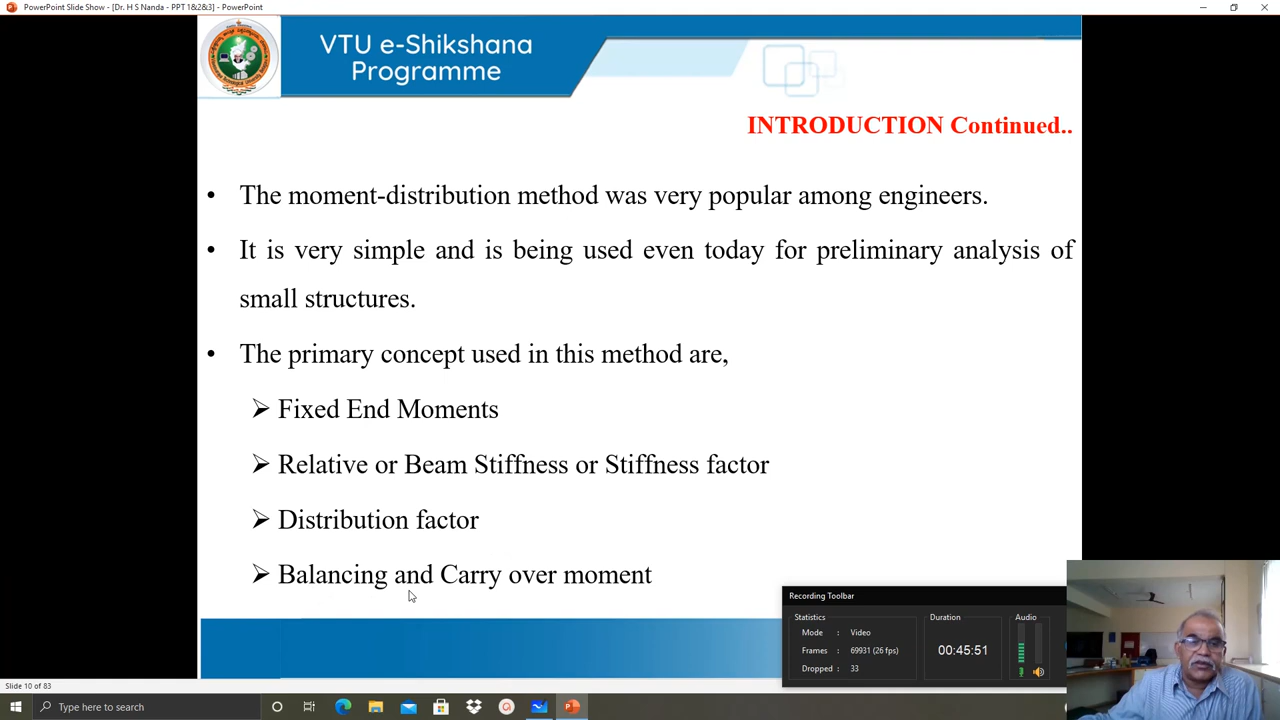 PowerPoint Slide Show - [Dr. H S Nanda - PPT 1&2&3] - PowerPoint
VTU e-Shikshana
Programme
INTRODUCTION Continued..
• The moment-distribution method was very popular among engineers.
• It is very simple and is being used even today for preliminary analysis of
small structures.
• The primary concept used in this method are,
➢ Fixed End Moments
➢ Relative or Beam Stiffness or Stiffness factor
➢ Distribution factor
➢ Balancing and Carry over moment
Recording Toolbar
Statistics
Mode : Video
Frames : 69931 (26 fps)
Dropped : 33
Duration
00:45:51
Audio
Slide 10 of 83
Type here to search